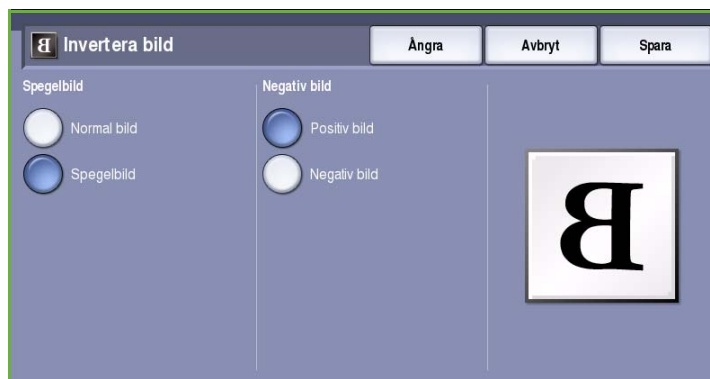 B Invertera bild
Ångra
Avbryt
Spara
Spegelbild
Normal bild
Spegelbild
Negativ bild
Positiv bild
Negativ bild
B